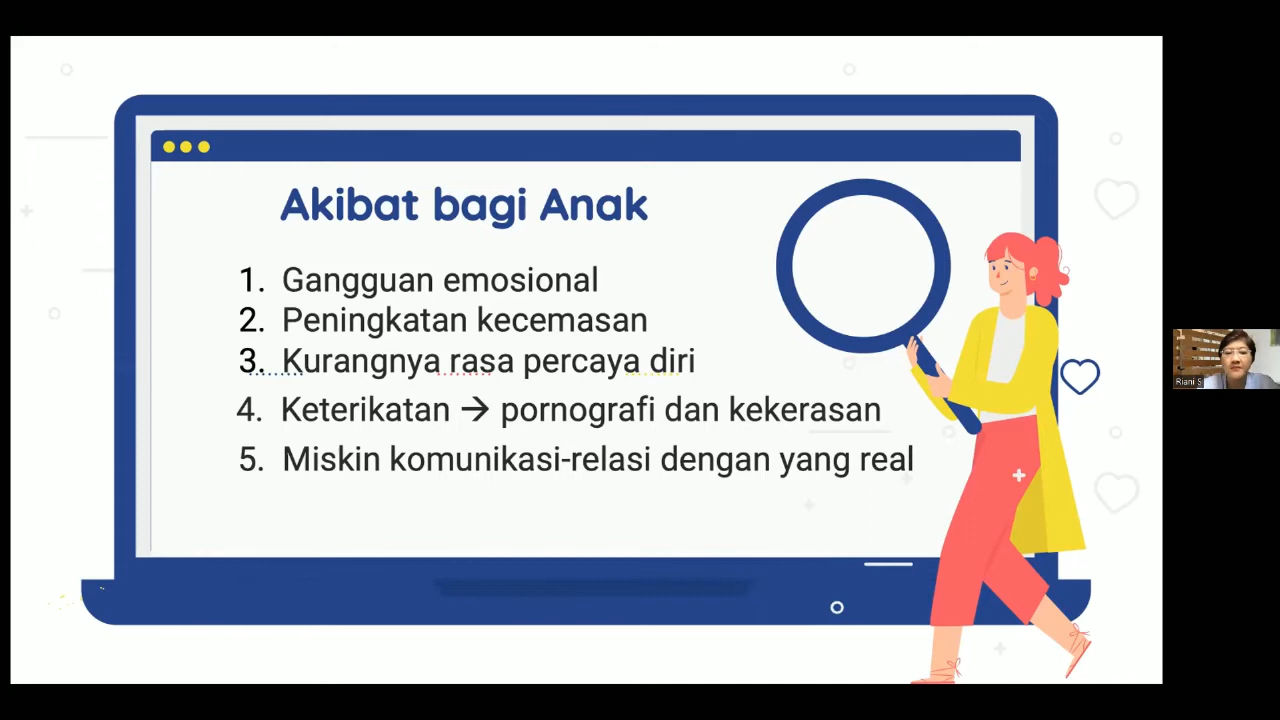 Akibat bagi Anak
1. Gangguan emosional
2. Peningkatan kecemasan
3. Kurangnya rasa percaya diri
4. Keterikatan → pornografi dan kekerasan
5. Miskin komunikasi-relasi dengan yang real
Riani S